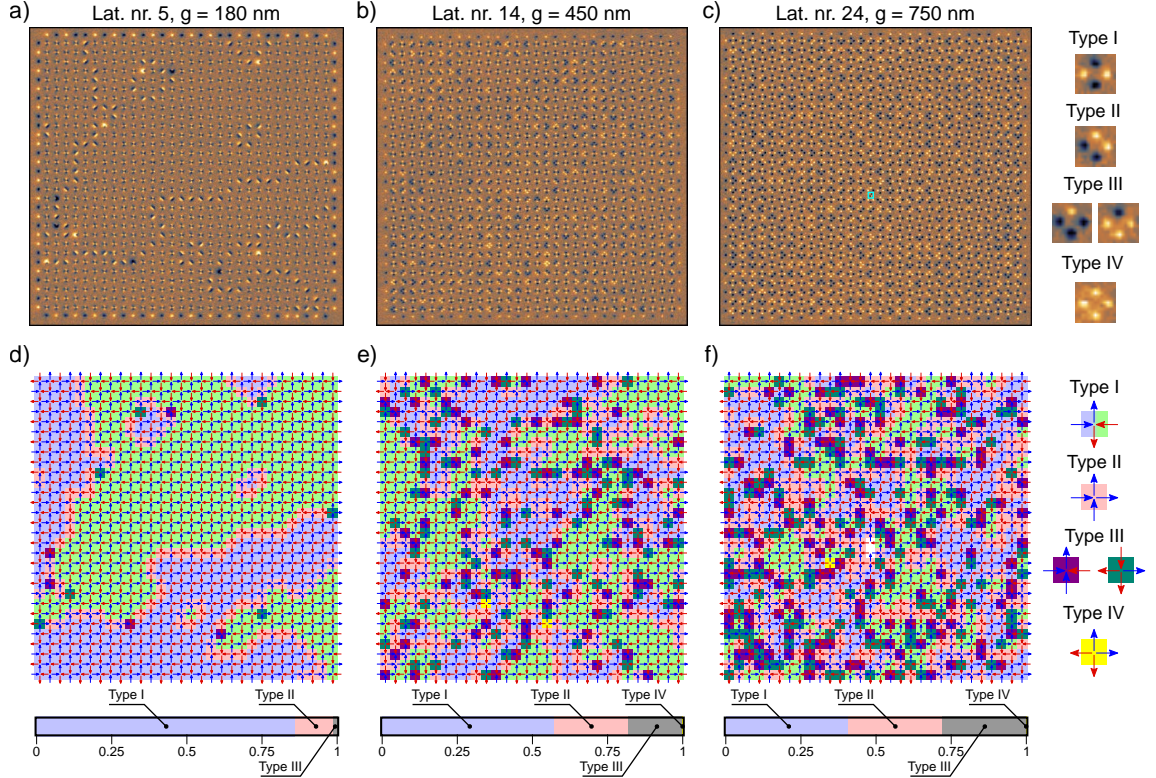 a) Lat. nr. 5, g = 180 nm
b) Lat. nr. 14, g = 450 nm
c) Lat. nr. 24, g = 750 nm
Type I
Type II
Type III
Type IV
d)
e)
f)
Type I
Type II
Type III
Type IV
Type I Type II
0 0.25 0.5 0.75 1
Type III
Type I Type II Type IV
0 0.25 0.5 0.75 1
Type III
Type I Type II Type IV
0 0.25 0.5 0.75 1
Type III